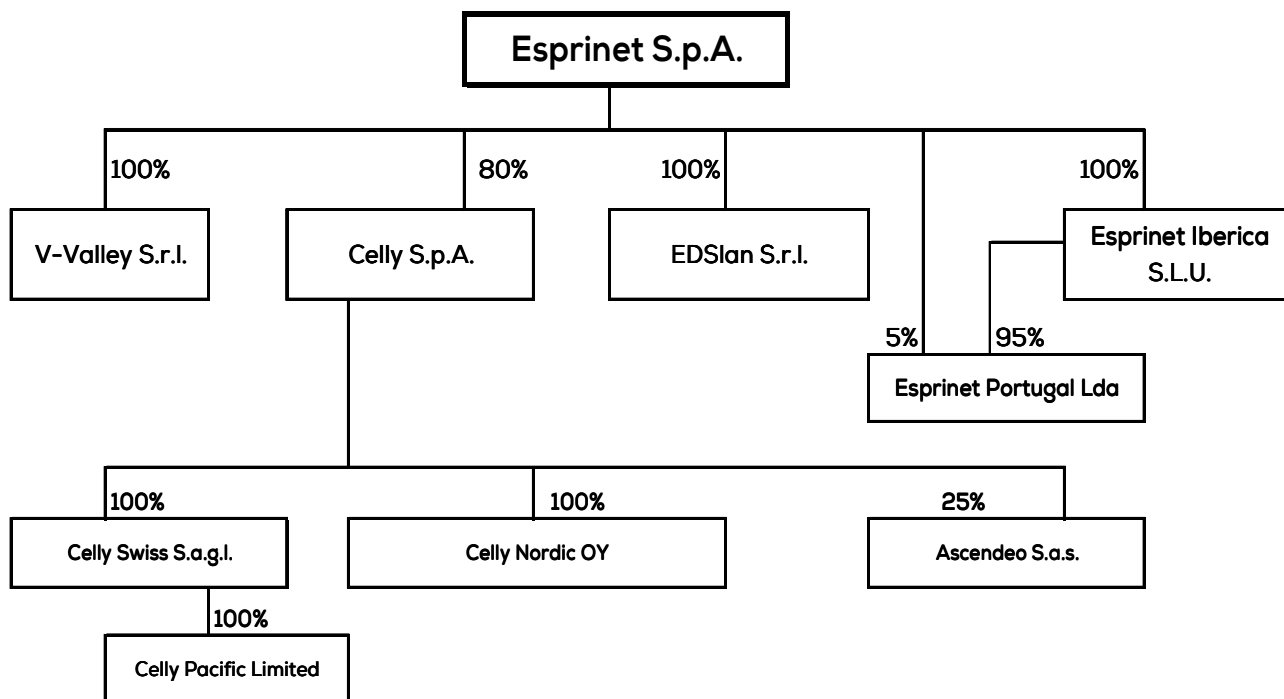 Esprinet S.p.A.
100%
80%
100%
100%
V-Valley S.r.l.
Celly S.p.A.
EDSlan S.r.l.
Esprinet Iberica
S.L.U.
5%
95%
Esprinet Portugal Lda
100%
100%
25%
Celly Swiss S.a.g.l.
Celly Nordic OY
Ascendeo S.a.s.
100%
Celly Pacific Limited